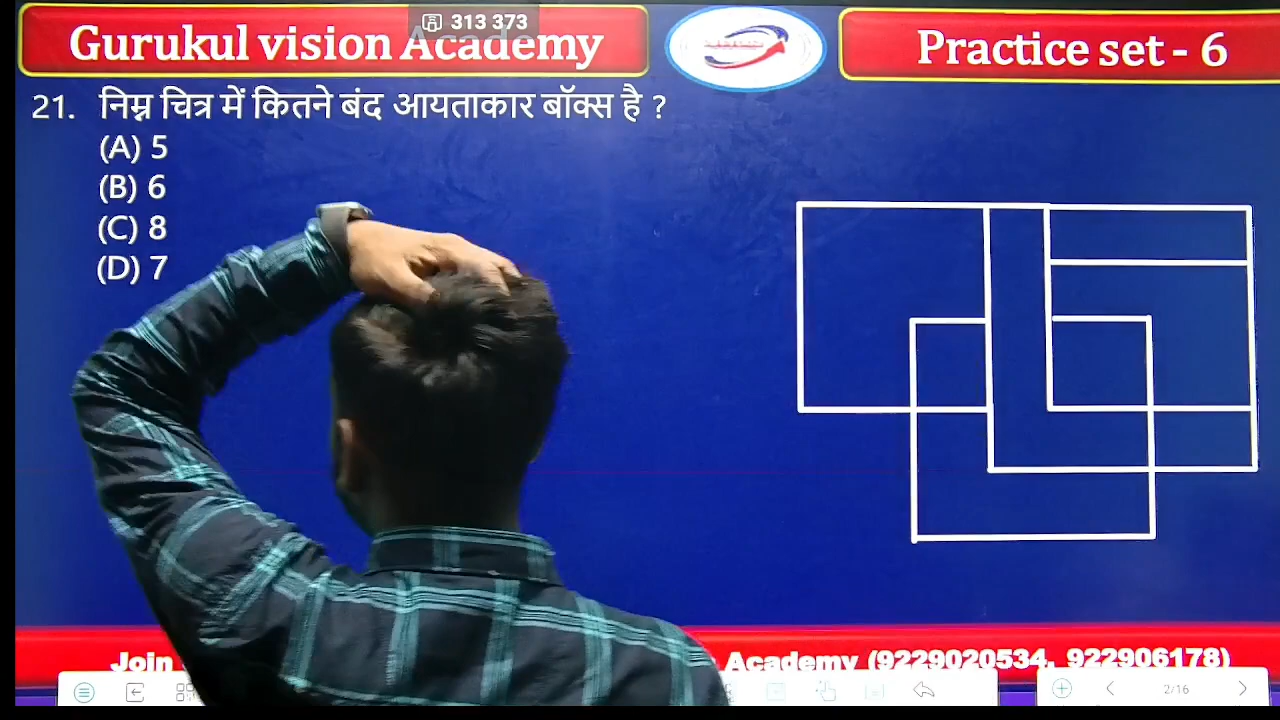 313 373
Gurukul vision Academy
Practice set - 6
21. निम्न चित्र में कितने बंद आयताकार बॉक्स है ?
(A) 5
(B) 6
(C) 8
(D) 7
Join
Academy (9229020534, 922906178)
2/16